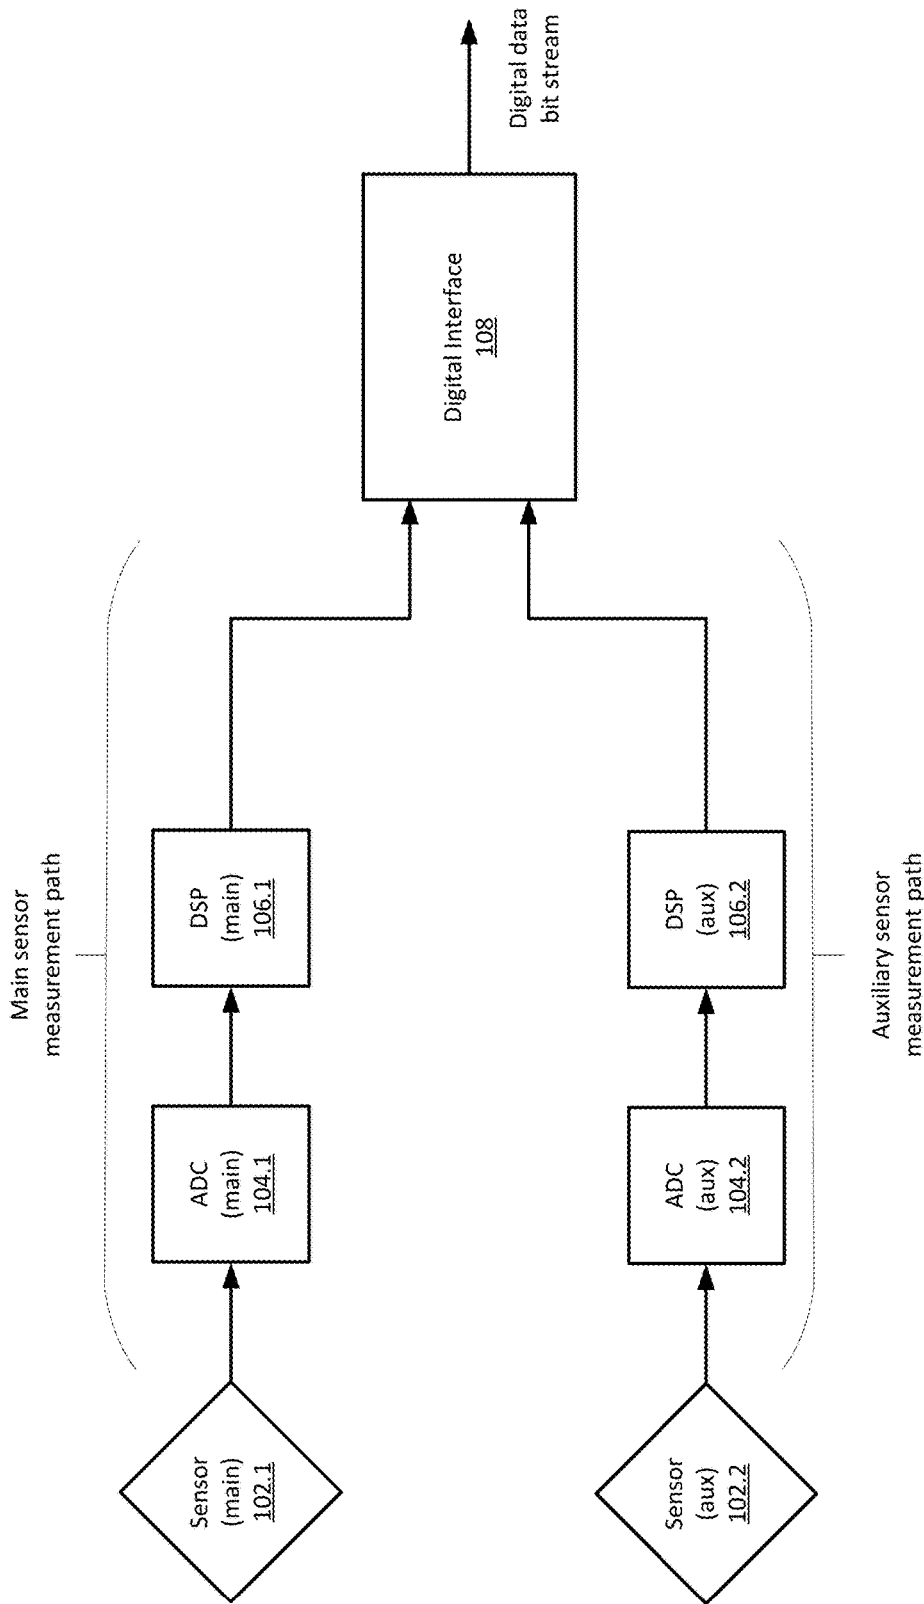 Main sensor
measurement path
Sensor
(main)
102.1
ADC
(main)
104.1
DSP
(main)
106.1
Digital Interface
108
Digital data
bit stream
Sensor
(aux)
102.2
ADC
(aux)
104.2
DSP
(aux)
106.2
Auxiliary sensor
measurement path